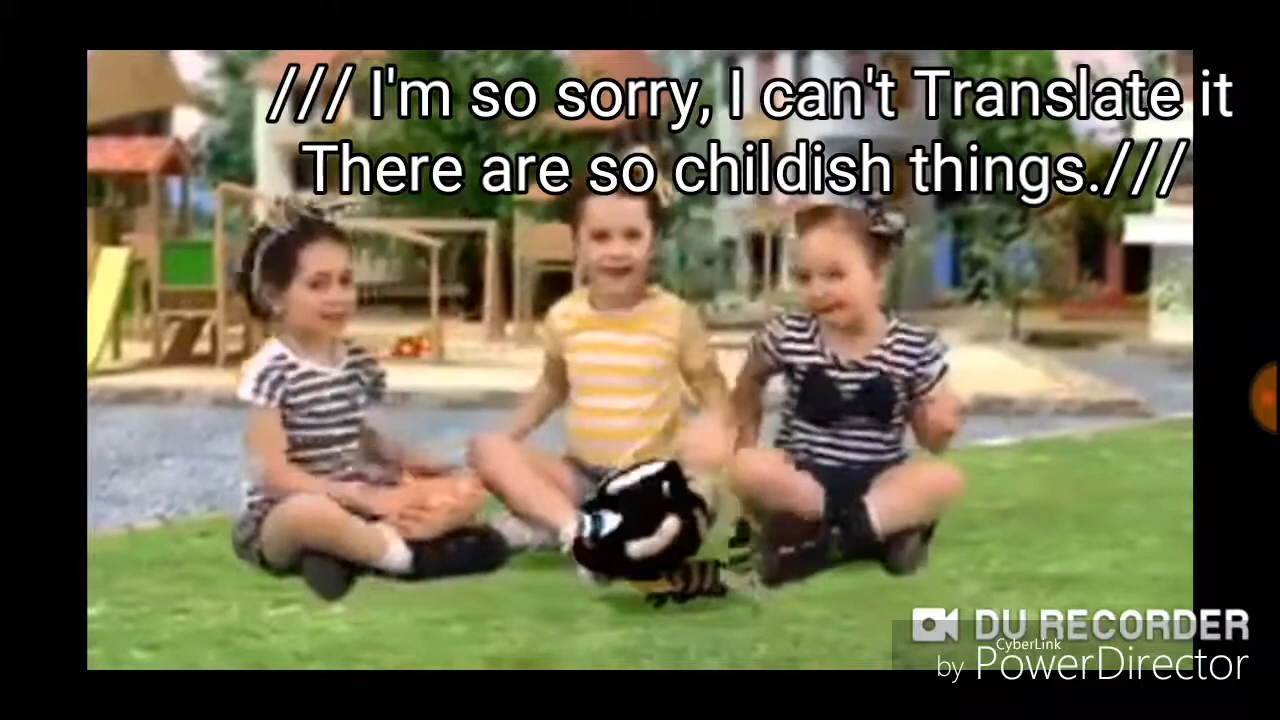 /// I'm so sorry, I can't Translate it
There are so childish things.///
DU RECORDER
CyberLink
by PowerDirector